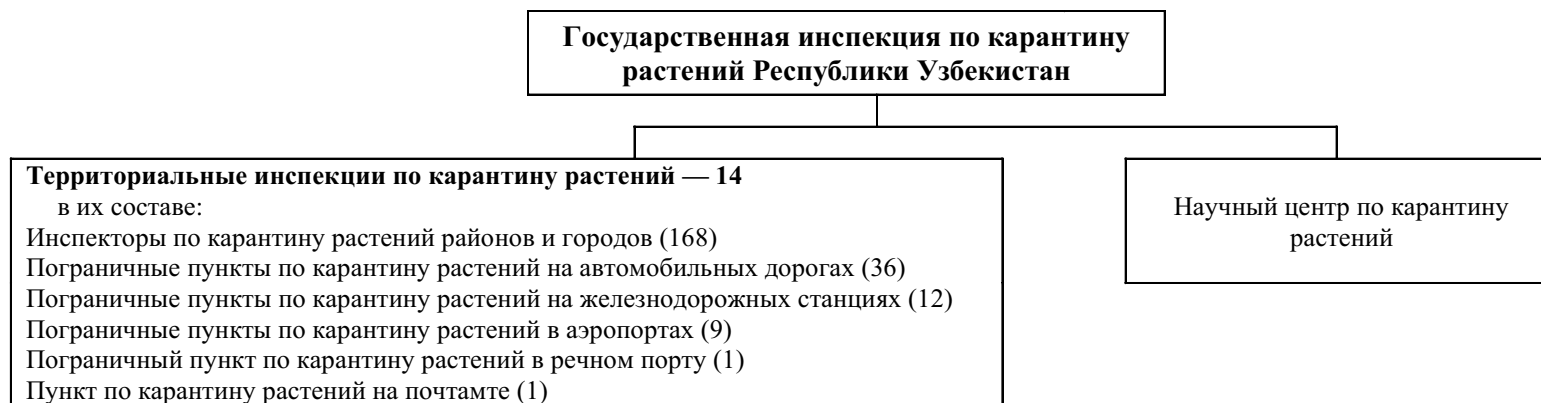 Государственная инспекция по карантину
растений Республики Узбекистан
Территориальные инспекции по карантину растений — 14
в их составе:
Инспекторы по карантину растений районов и городов (168)
Пограничные пункты по карантину растений на автомобильных дорогах (36)
Пограничные пункты по карантину растений на железнодорожных станциях (12)
Пограничные пункты по карантину растений в аэропортах (9)
Пограничный пункт по карантину растений в речном порту (1)
Пункт по карантину растений на почтамте (1)
Научный центр по карантину
растений